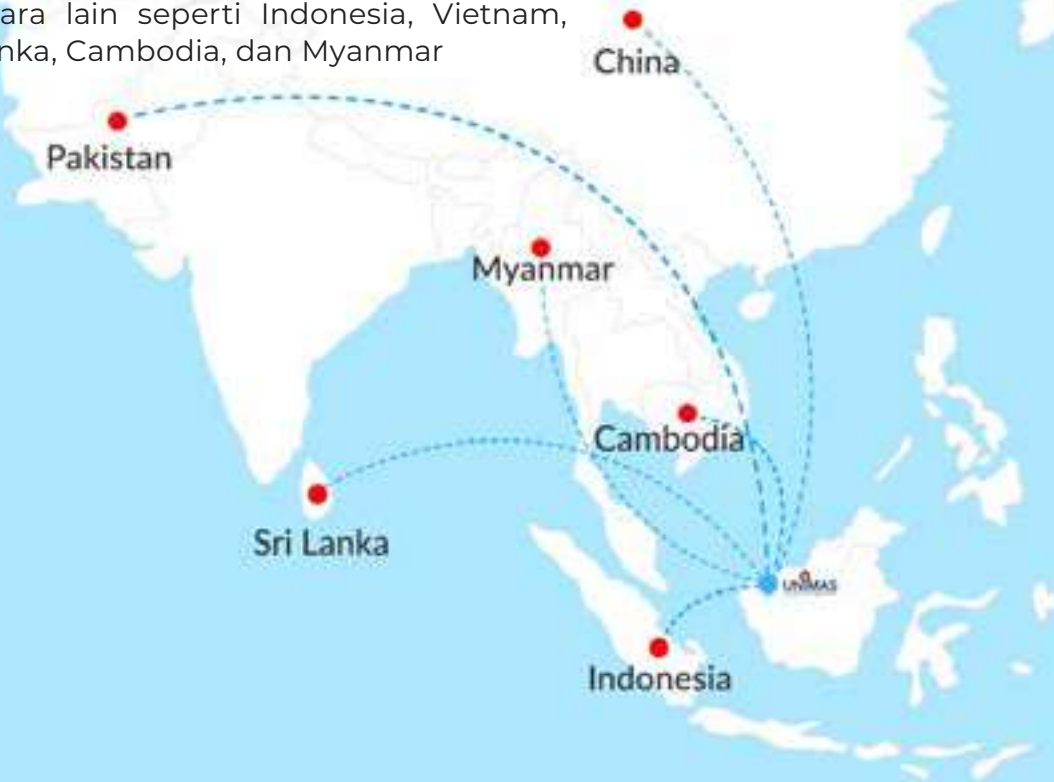 ara lain seperti Indonesia, Vietnam,
nka, Cambodia, dan Myanmar
China
Pakistan
Myanmar
Cambodia
Sri Lanka
UNIMAS
Indonesia